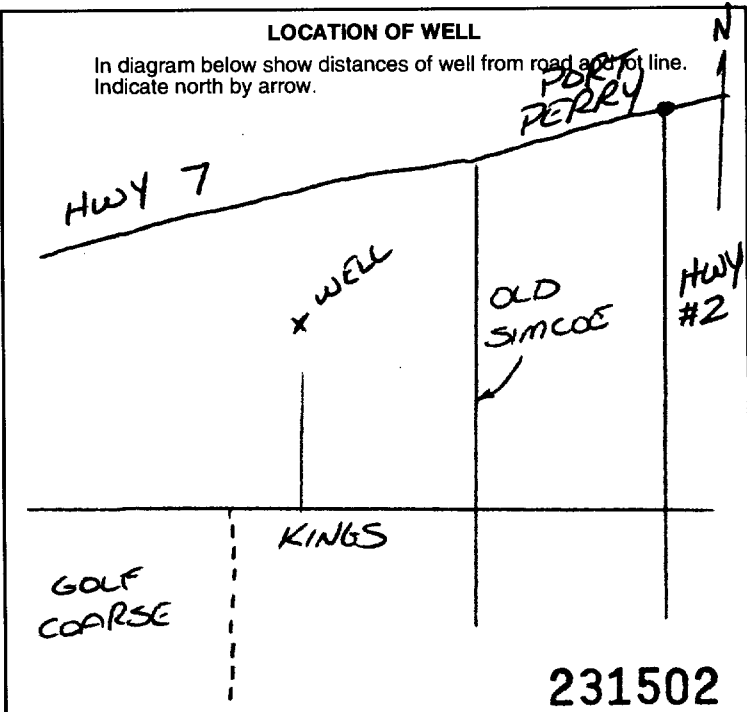 LOCATION OF WELL
N
In diagram below show distances of well from road and lot line.
Indicate north by arrow.
PORT
PERRY
HWY 7
WELL
OLD
SIMCOE
HWY
#2
KINGS
GOLF
COARSE
231502